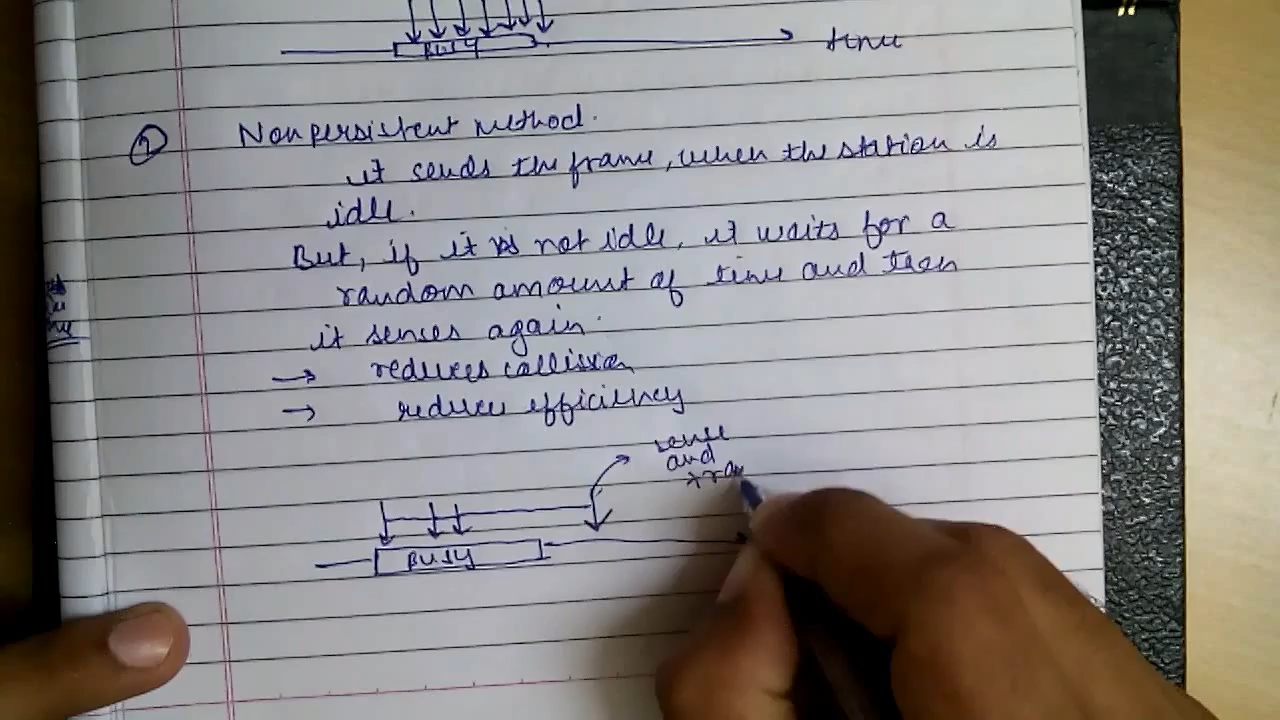 BUSY
time
② Nonpersistent method.
it sends the frame, when the station is
idle.
But, if it is not idle, it waits for a
random amount of time and then
it senses again.
→ reduces collision
→ reduces efficiency
sense
and
tra
BUSY